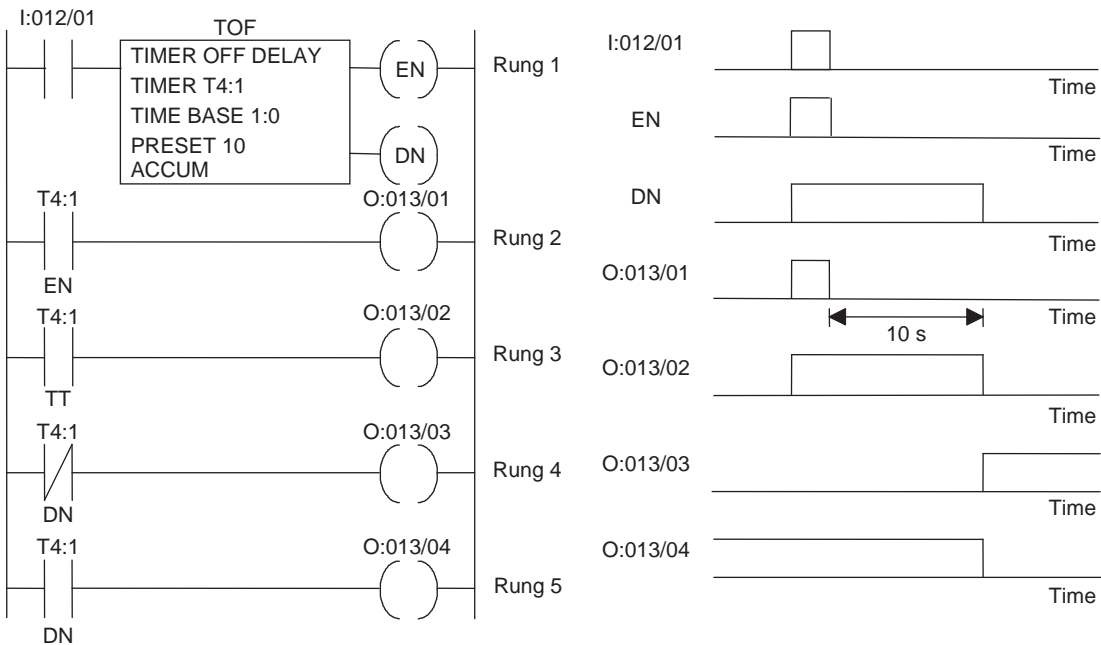 I:012/01
TOF
TIMER OFF DELAY
TIMER T4:1
TIME BASE 1:0
PRESET 10
ACCUM
EN
DN
Rung 1
T4:1
EN
O:013/01
Rung 2
T4:1
TT
O:013/02
Rung 3
T4:1
DN
O:013/03
Rung 4
T4:1
DN
O:013/04
Rung 5
I:012/01
Time
EN
Time
DN
Time
O:013/01
10 s
Time
O:013/02
Time
O:013/03
Time
O:013/04
Time